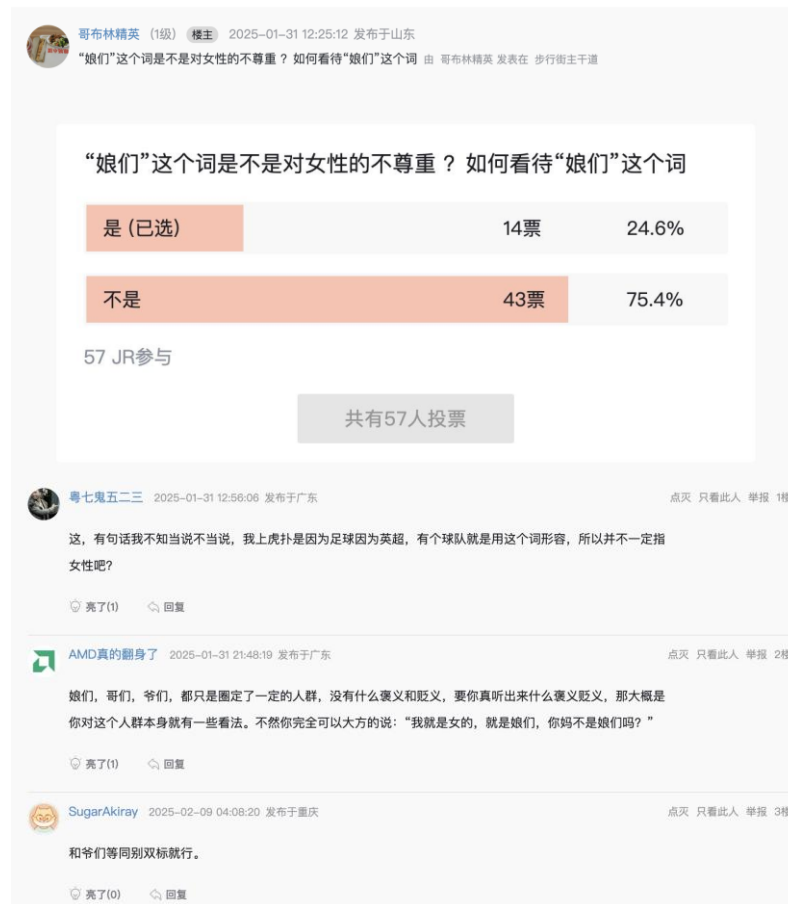 哥布林精英 (1级) 楼主 2025-01-31 12:25:12 发布于山东
“娘们”这个词是不是对女性的不尊重？如何看待“娘们”这个词 由 哥布林精英 发表在 步行街主干道
“娘们”这个词是不是对女性的不尊重？如何看待“娘们”这个词
是 (已选) 14票 24.6%
不是 43票 75.4%
57 JR参与
共有57人投票
粤七鬼五二三 2025-01-31 12:56:06 发布于广东 点灭 只看此人 举报 1楼
这，有句话我不知当说不当说，我上虎扑是因为足球因为英超，有个球队就是用这个词形容，所以并不一定指
女性吧?
亮了(1) 回复
AMD真的翻身了 2025-01-31 21:48:19 发布于广东 点灭 只看此人 举报 2楼
娘们，哥们，爷们，都只是圈定了一定的人群，没有什么褒义和贬义，要你真听出来什么褒义贬义，那大概是
你对这个人群本身就有一些看法。不然你完全可以大方的说：“我就是女的，就是娘们，你妈不是娘们吗？”
亮了(1) 回复
SugarAkiray 2025-02-09 04:08:20 发布于重庆 点灭 只看此人 举报 3楼
和爷们等同别双标就行。
亮了(0) 回复